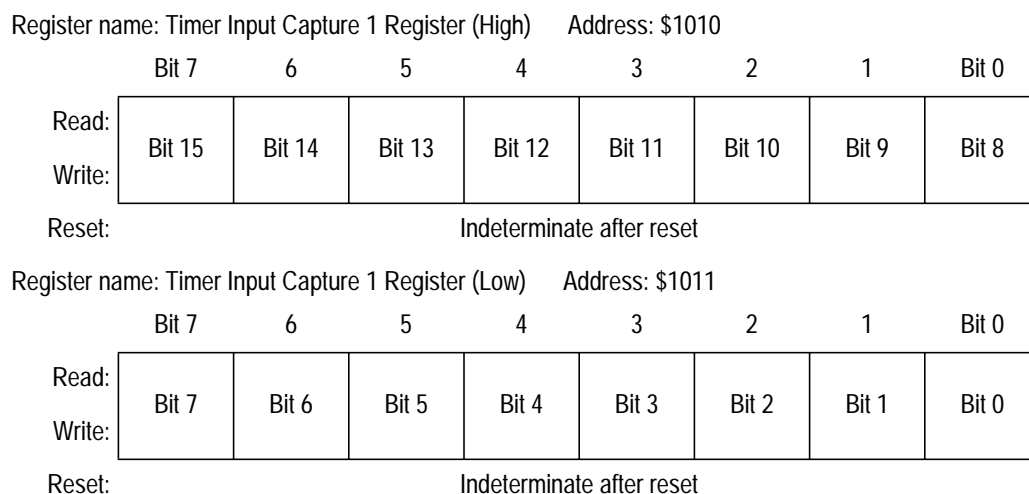 Register name: Timer Input Capture 1 Register (High) Address: $1010
Bit 7 6 5 4 3 2 1 Bit 0
Read:
Bit 15 Bit 14 Bit 13 Bit 12 Bit 11 Bit 10 Bit 9 Bit 8
Write:
Reset: Indeterminate after reset
Register name: Timer Input Capture 1 Register (Low) Address: $1011
Bit 7 6 5 4 3 2 1 Bit 0
Read:
Bit 7 Bit 6 Bit 5 Bit 4 Bit 3 Bit 2 Bit 1 Bit 0
Write:
Reset: Indeterminate after reset